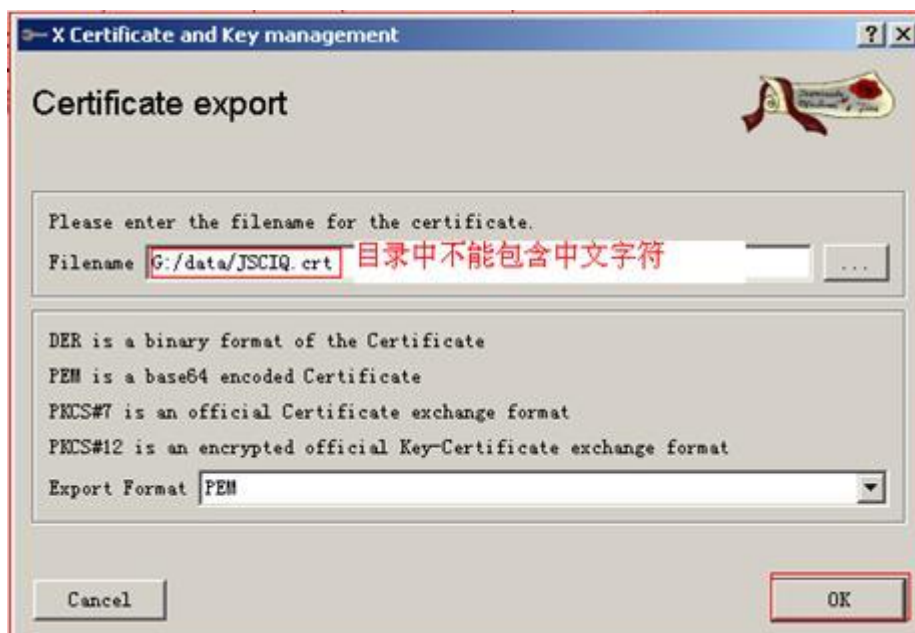 X Certificate and Key management
Certificate export
Please enter the filename for the certificate.
Filename G:/data/JSCIQ.crt 目录中不能包含中文字符 ...
DER is a binary format of the Certificate
PEM is a base64 encoded Certificate
PKCS#7 is an official Certificate exchange format
PKCS#12 is an encrypted official Key-Certificate exchange format
Export Format PEM
Cancel OK